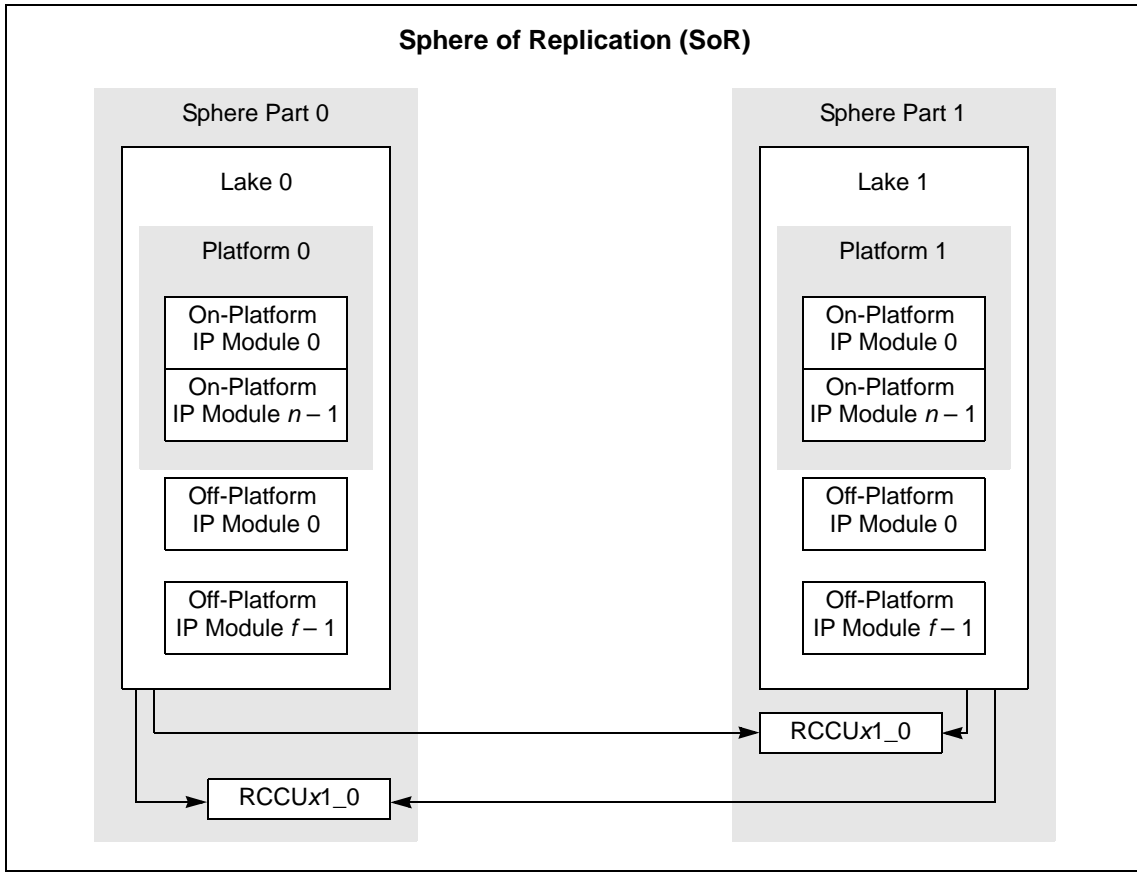 Sphere of Replication (SoR)
Sphere Part 0
Lake 0
Platform 0
On-Platform
IP Module 0
On-Platform
IP Module n – 1
Off-Platform
IP Module 0
Off-Platform
IP Module f – 1
RCCUx1_0
Sphere Part 1
Lake 1
Platform 1
On-Platform
IP Module 0
On-Platform
IP Module n – 1
Off-Platform
IP Module 0
Off-Platform
IP Module f – 1
RCCUx1_0